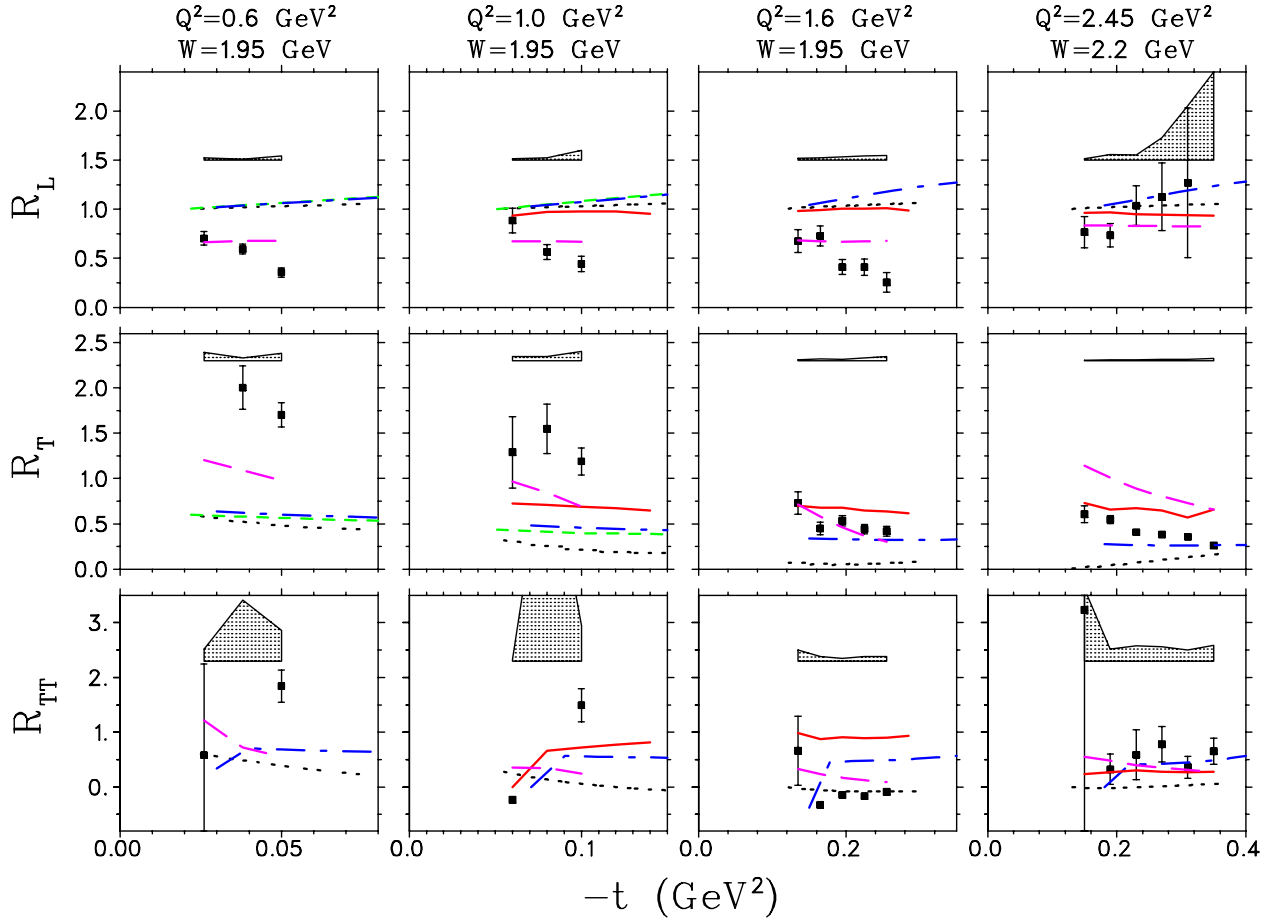 Q²=0.6 GeV² Q²=1.0 GeV² Q²=1.6 GeV² Q²=2.45 GeV²
W=1.95 GeV W=1.95 GeV W=1.95 GeV W=2.2 GeV
2.0
1.5
R_L
1.0
0.5
0.0
2.5
2.0
1.5
R_T
1.0
0.5
0.0
3.
2.
R_TT
1.
0.
0.00 0.05 0.0 0.1 0.0 0.2 0.0 0.2 0.4
−t (GeV²)